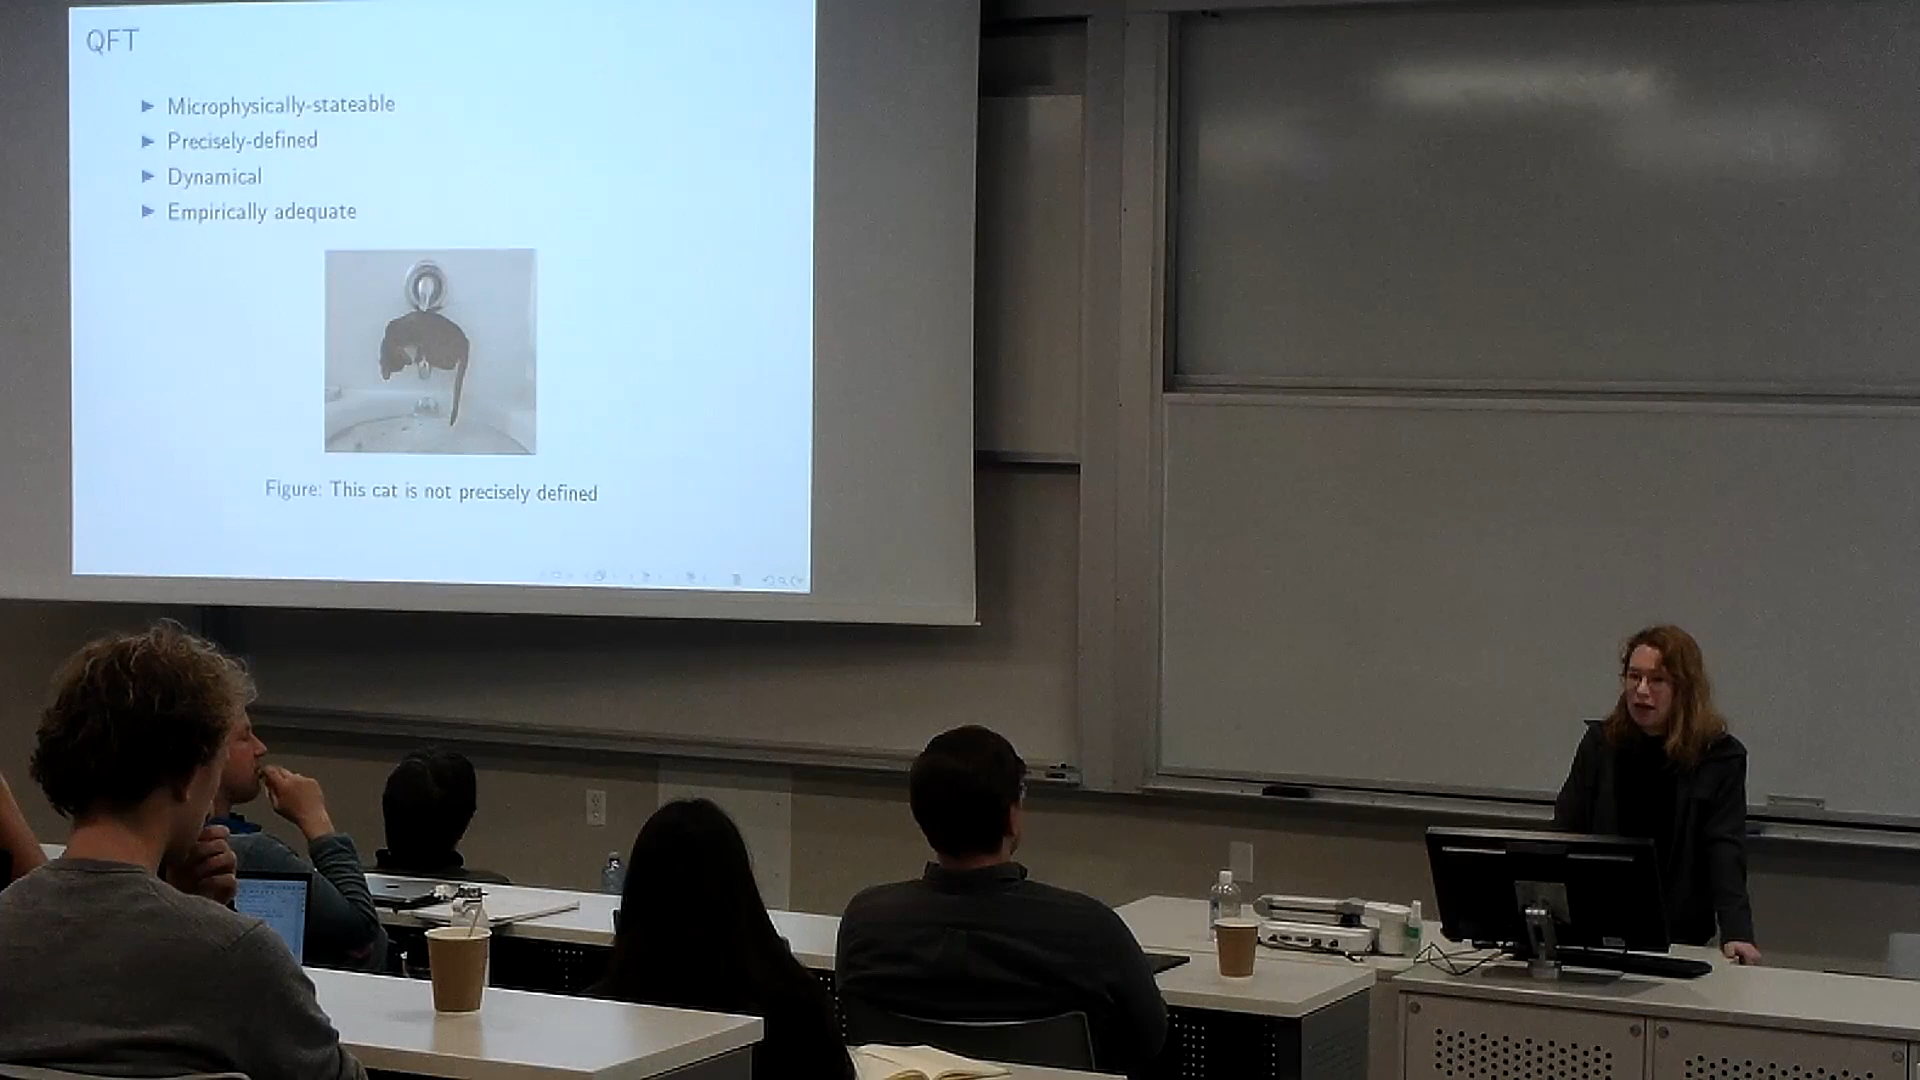 QFT
Microphysically-stateable
Precisely-defined
Dynamical
Empirically adequate
Figure: This cat is not precisely defined